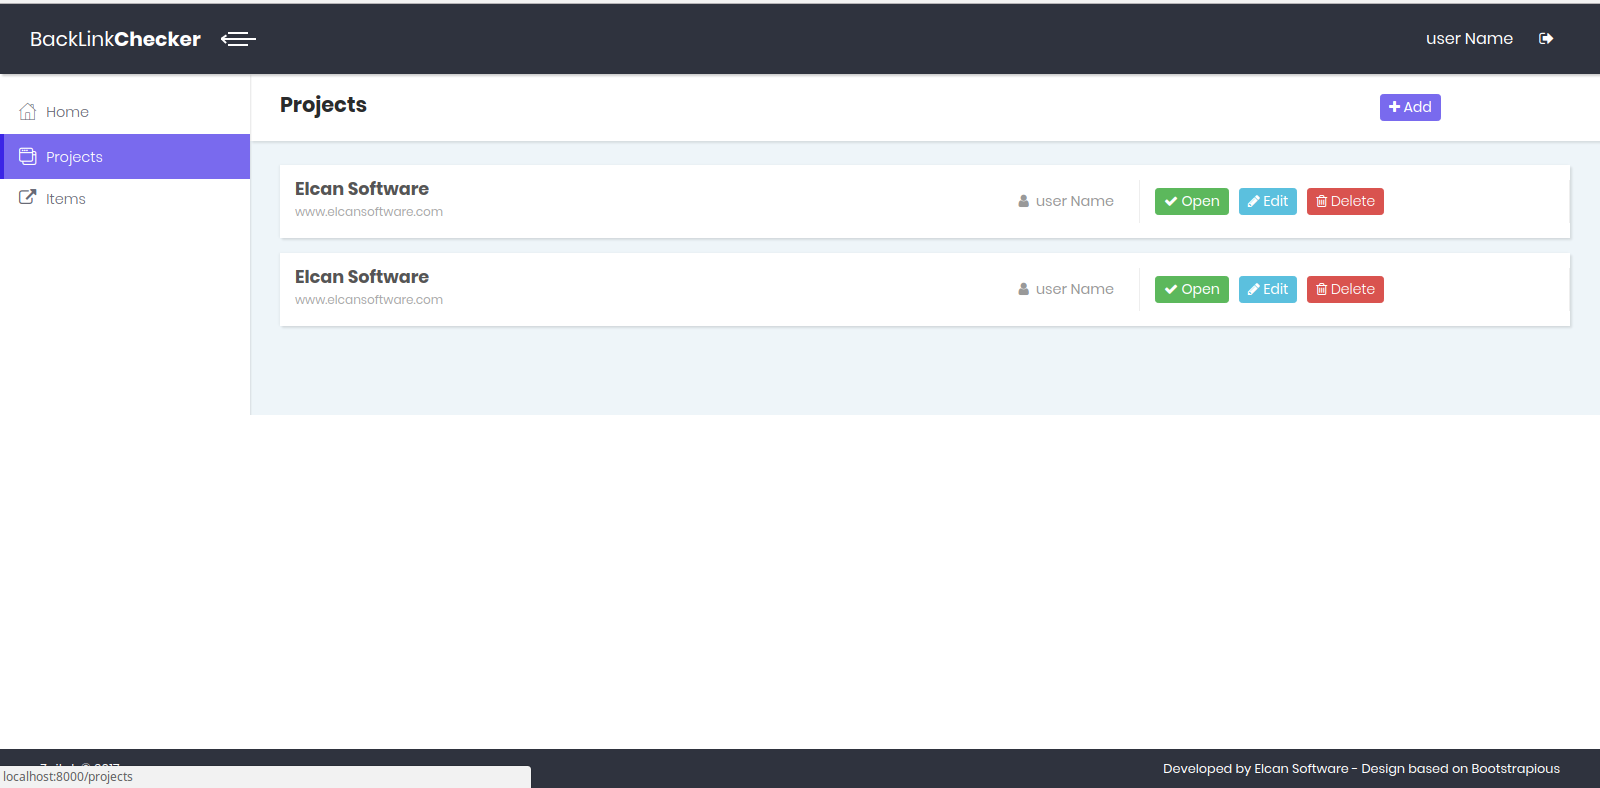 BackLinkChecker
user Name
Home
Projects
Items
Projects
Add
Elcan Software
www.elcansoftware.com
user Name
Open
Edit
Delete
Elcan Software
www.elcansoftware.com
user Name
Open
Edit
Delete
localhost:8000/projects
Developed by Elcan Software - Design based on Bootstrapious